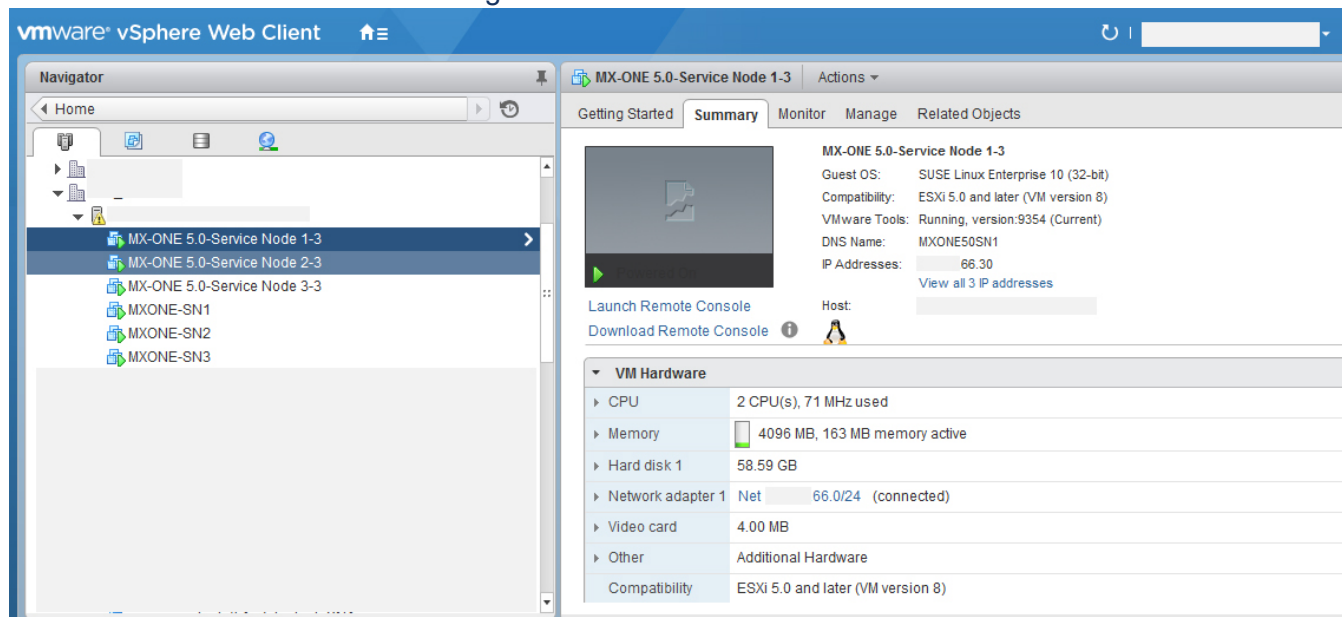 vmware® vSphere Web Client
Navigator
Home
MX-ONE 5.0-Service Node 1-3
MX-ONE 5.0-Service Node 2-3
MX-ONE 5.0-Service Node 3-3
MXONE-SN1
MXONE-SN2
MXONE-SN3
MX-ONE 5.0-Service Node 1-3 Actions
Getting Started Summary Monitor Manage Related Objects
Powered On
Launch Remote Console
Download Remote Console
MX-ONE 5.0-Service Node 1-3
Guest OS: SUSE Linux Enterprise 10 (32-bit)
Compatibility: ESXi 5.0 and later (VM version 8)
VMware Tools: Running, version:9354 (Current)
DNS Name: MXONE50SN1
IP Addresses: 66.30
View all 3 IP addresses
Host:
VM Hardware
CPU 2 CPU(s), 71 MHz used
Memory 4096 MB, 163 MB memory active
Hard disk 1 58.59 GB
Network adapter 1 Net 66.0/24 (connected)
Video card 4.00 MB
Other Additional Hardware
Compatibility ESXi 5.0 and later (VM version 8)